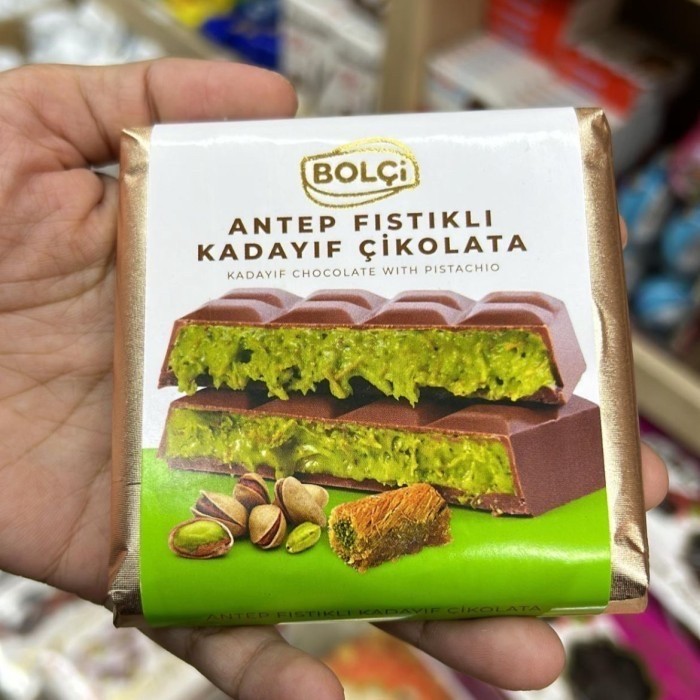 BOLÇi
ANTEP FISTIKLI
KADAYIF ÇİKOLATA
KADAYIF CHOCOLATE WITH PISTACHIO
ANTEP FISTIKLI KADAYIF ÇİKOLATA